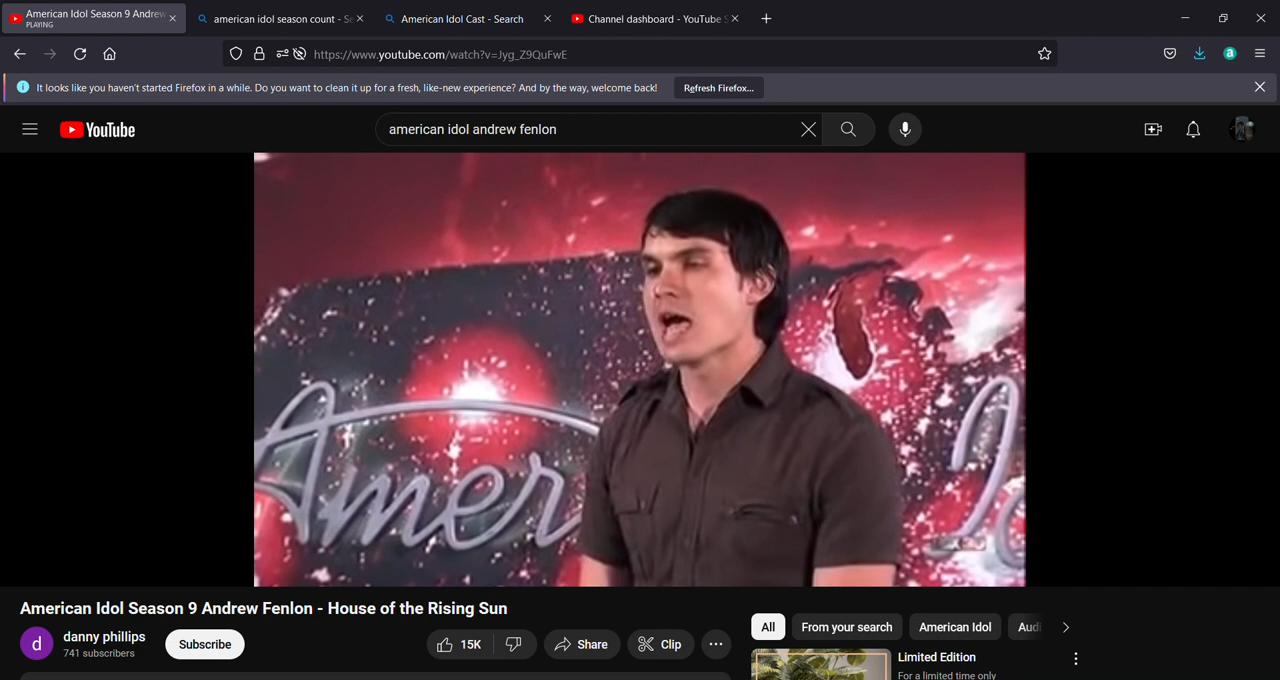 American Idol Season 9 Andrew
PLAYING
american idol season count - Se
American Idol Cast - Search
Channel dashboard - YouTube S
https://www.youtube.com/watch?v=Jyg_Z9QuFwE
It looks like you haven't started Firefox in a while. Do you want to clean it up for a fresh, like-new experience? And by the way, welcome back!
Refresh Firefox...
YouTube
american idol andrew fenlon
Amer
Id
American Idol Season 9 Andrew Fenlon - House of the Rising Sun
d
danny phillips
741 subscribers
Subscribe
15K
Share
Clip
All
From your search
American Idol
Audi
Limited Edition
For a limited time only